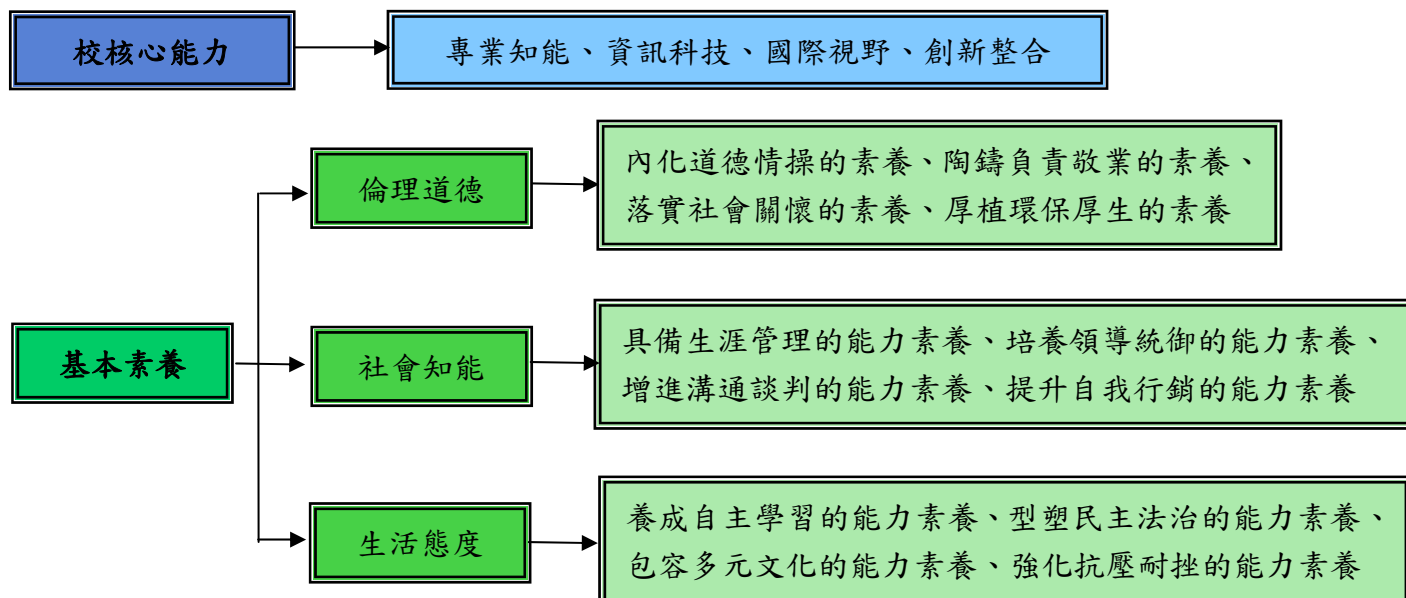 校核心能力
專業知能、資訊科技、國際視野、創新整合
倫理道德
內化道德情操的素養、陶鑄負責敬業的素養、
落實社會關懷的素養、厚植環保厚生的素養
基本素養
社會知能
具備生涯管理的能力素養、培養領導統御的能力素養、
增進溝通談判的能力素養、提升自我行銷的能力素養
生活態度
養成自主學習的能力素養、型塑民主法治的能力素養、
包容多元文化的能力素養、強化抗壓耐挫的能力素養